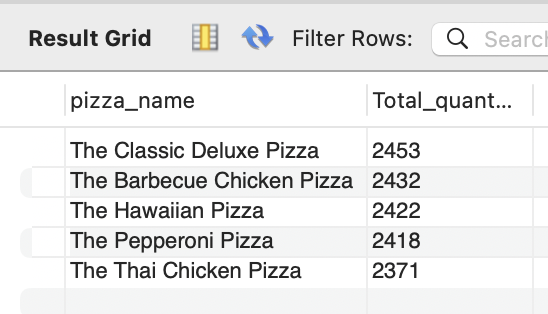 Result Grid Filter Rows: Search
pizza_name Total_quant...
The Classic Deluxe Pizza 2453
The Barbecue Chicken Pizza 2432
The Hawaiian Pizza 2422
The Pepperoni Pizza 2418
The Thai Chicken Pizza 2371